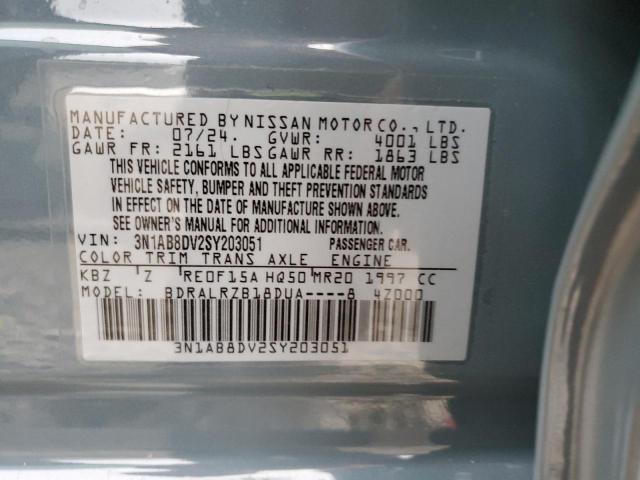 MANUFACTURED BY NISSAN MOTOR CO., LTD.
DATE: 07/24. GVWR: 4001 LBS
GAWR FR: 2161 LBS GAWR RR: 1863 LBS
THIS VEHICLE CONFORMS TO ALL APPLICABLE FEDERAL MOTOR
VEHICLE SAFETY, BUMPER AND THEFT PREVENTION STANDARDS
IN EFFECT ON THE DATE OF MANUFACTURE SHOWN ABOVE.
SEE OWNER'S MANUAL FOR ADDITIONAL INFORMATION.
VIN: 3N1AB8DV2SY203051 PASSENGER CAR.
COLOR TRIM TRANS AXLE ENGINE
KBZ Z RE0F15A HQ50 MR20 1997 CC
MODEL: BDRALRZB18DUA----8 4Z000
3N1AB8DV2SY203051